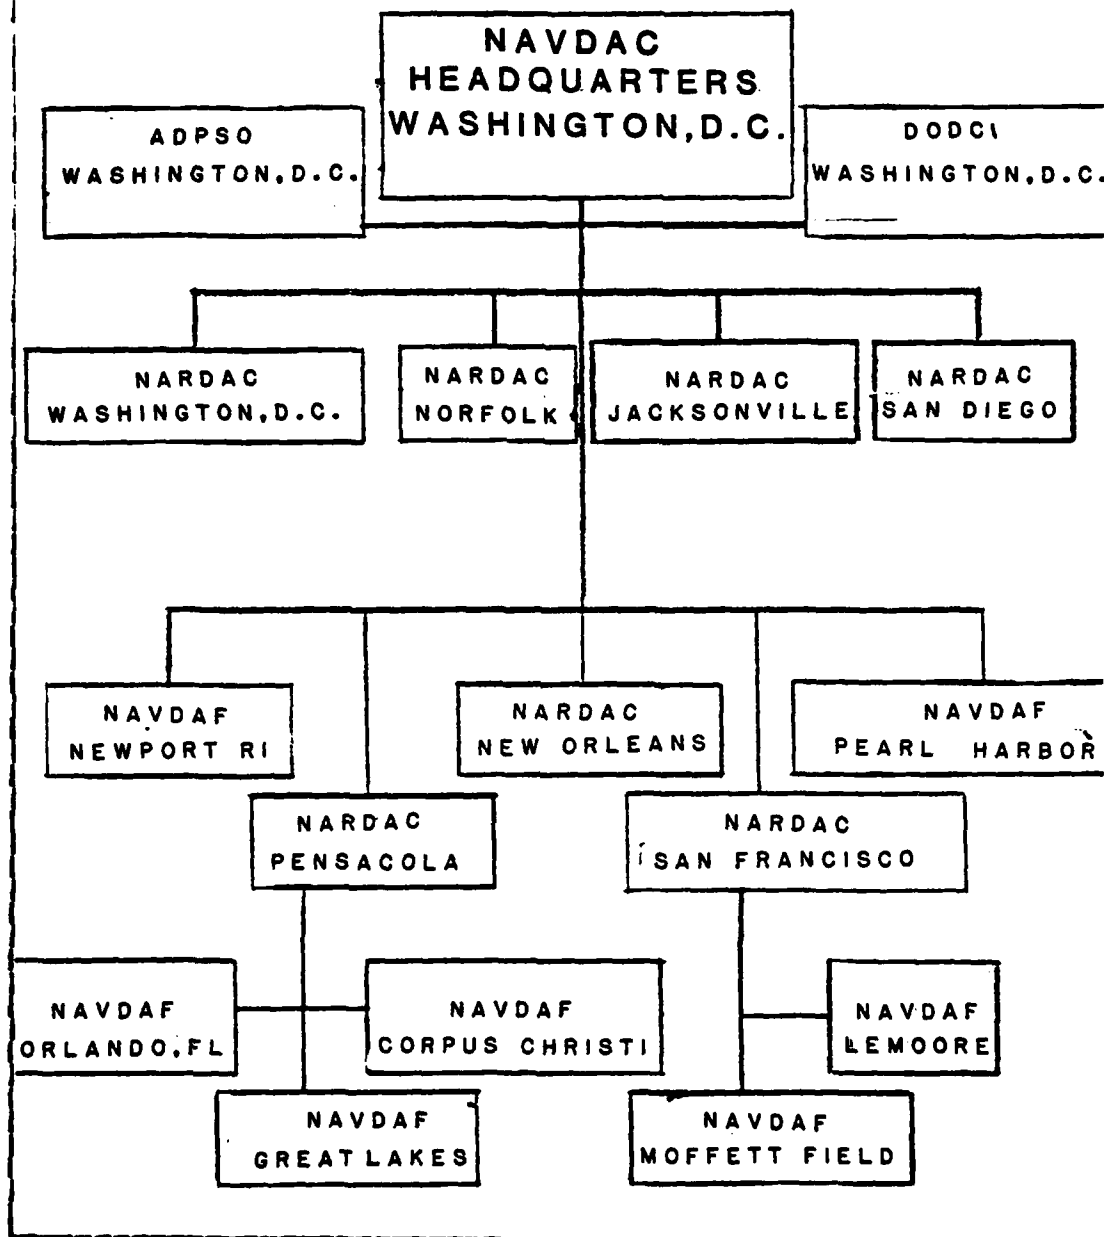 NAVDAC
HEADQUARTERS
WASHINGTON, D.C.
ADPSO
WASHINGTON, D.C.
DODCI
WASHINGTON, D.C.
NARDAC
WASHINGTON, D.C.
NARDAC
NORFOLK
NARDAC
JACKSONVILLE
NARDAC
SAN DIEGO
NAVDAF
NEWPORT RI
NARDAC
NEW ORLEANS
NAVDAF
PEARL HARBOR
NARDAC
PENSACOLA
NARDAC
SAN FRANCISCO
NAVDAF
ORLANDO, FL
NAVDAF
CORPUS CHRISTI
NAVDAF
LEMOORE
NAVDAF
GREAT LAKES
NAVDAF
MOFFETT FIELD